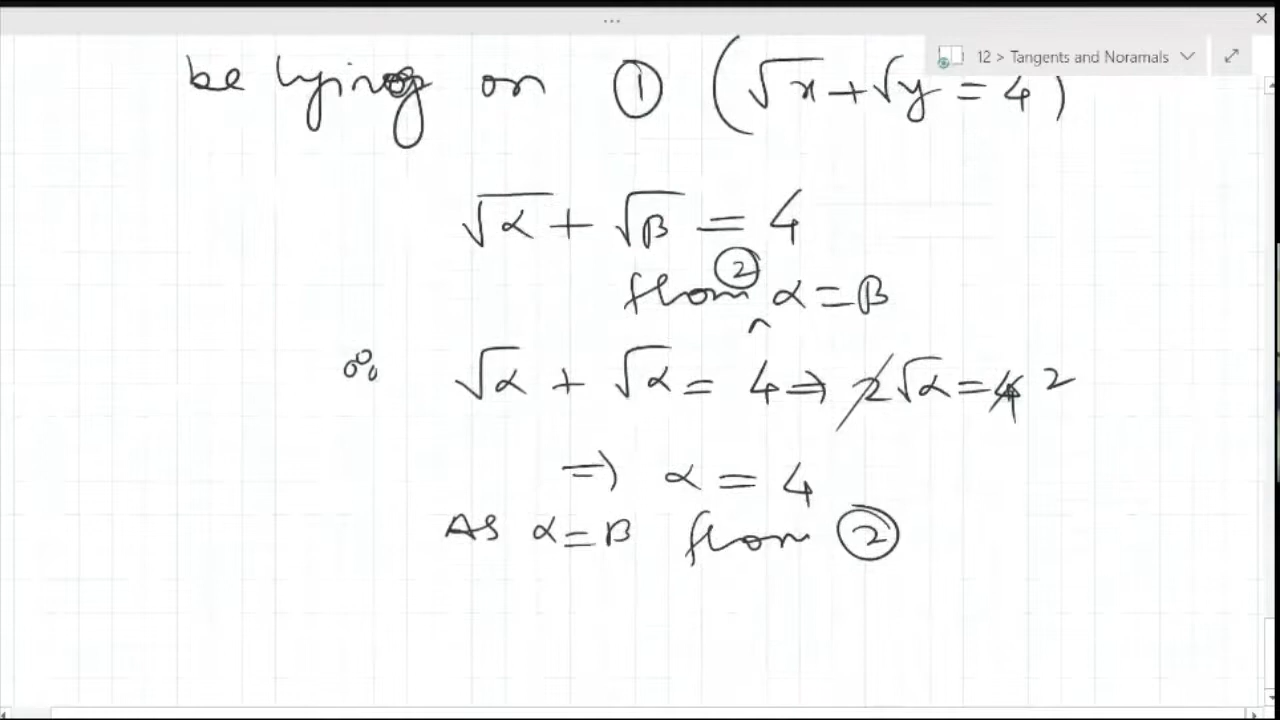 ...
12 > Tangents and Noramals
be lying on ① (√x+√y = 4)
√α + √β = 4
from ② α = β
∴ √α + √α = 4 ⇒ 2√α = 4 2
⇒ α = 4
As α = β from ②